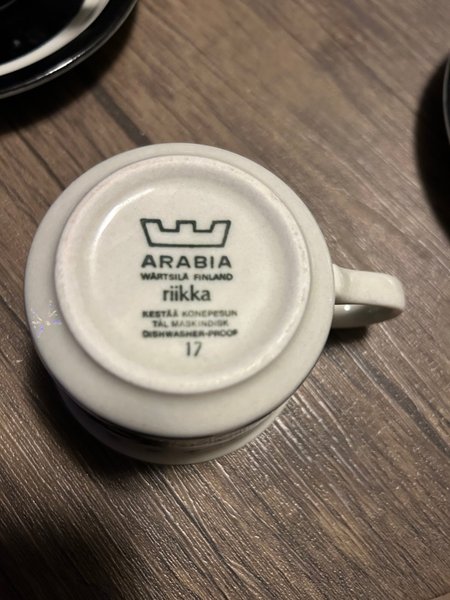 ARABIA
WÄRTSILÄ FINLAND
riikka
KESTÄÄ KONEPESUN
TÅL MASKINDISK
DISHWASHER-PROOF
17